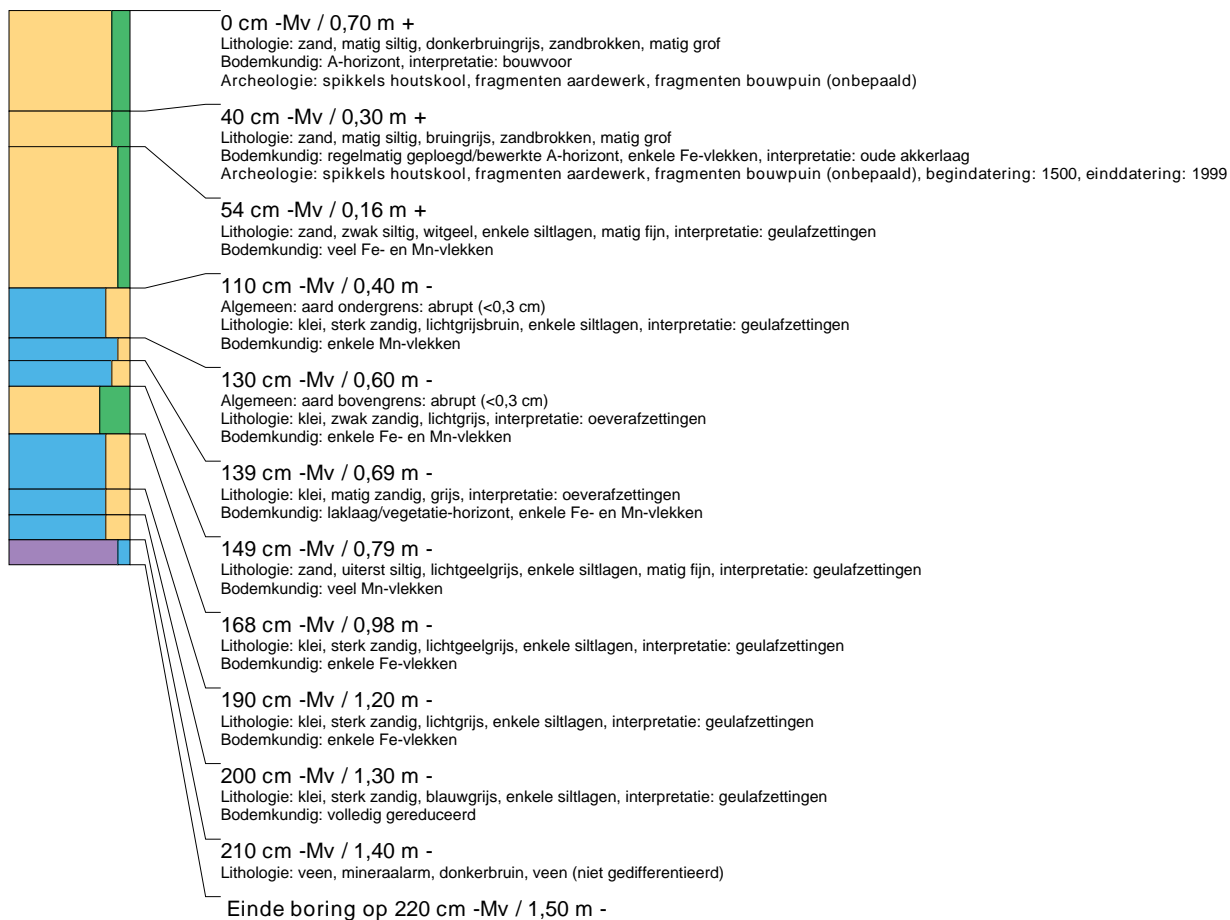 0 cm -Mv / 0,70 m +
Lithologie: zand, matig siltig, donkerbruingrijs, zandbrokken, matig grof
Bodemkundig: A-horizont, interpretatie: bouwvoor
Archeologie: spikkels houtskool, fragmenten aardewerk, fragmenten bouwpuin (onbepaald)
40 cm -Mv / 0,30 m +
Lithologie: zand, matig siltig, bruingrijs, zandbrokken, matig grof
Bodemkundig: regelmatig geploegd/bewerkte A-horizont, enkele Fe-vlekken, interpretatie: oude akkerlaag
Archeologie: spikkels houtskool, fragmenten aardewerk, fragmenten bouwpuin (onbepaald), begindatering: 1500, einddatering: 1999
54 cm -Mv / 0,16 m +
Lithologie: zand, zwak siltig, witgeel, enkele siltlagen, matig fijn, interpretatie: geulafzettingen
Bodemkundig: veel Fe- en Mn-vlekken
110 cm -Mv / 0,40 m -
Algemeen: aard ondergrens: abrupt (<0,3 cm)
Lithologie: klei, sterk zandig, lichtgrijsbruin, enkele siltlagen, interpretatie: geulafzettingen
Bodemkundig: enkele Mn-vlekken
130 cm -Mv / 0,60 m -
Algemeen: aard bovengrens: abrupt (<0,3 cm)
Lithologie: klei, zwak zandig, lichtgrijs, interpretatie: oeverafzettingen
Bodemkundig: enkele Fe- en Mn-vlekken
139 cm -Mv / 0,69 m -
Lithologie: klei, matig zandig, grijs, interpretatie: oeverafzettingen
Bodemkundig: laklaag/vegetatie-horizont, enkele Fe- en Mn-vlekken
149 cm -Mv / 0,79 m -
Lithologie: zand, uiterst siltig, lichtgeelgrijs, enkele siltlagen, matig fijn, interpretatie: geulafzettingen
Bodemkundig: veel Mn-vlekken
168 cm -Mv / 0,98 m -
Lithologie: klei, sterk zandig, lichtgeelgrijs, enkele siltlagen, interpretatie: geulafzettingen
Bodemkundig: enkele Fe-vlekken
190 cm -Mv / 1,20 m -
Lithologie: klei, sterk zandig, lichtgrijs, enkele siltlagen, interpretatie: geulafzettingen
Bodemkundig: enkele Fe-vlekken
200 cm -Mv / 1,30 m -
Lithologie: klei, sterk zandig, blauwgrijs, enkele siltlagen, interpretatie: geulafzettingen
Bodemkundig: volledig gereduceerd
210 cm -Mv / 1,40 m -
Lithologie: veen, mineraalarm, donkerbruin, veen (niet gedifferentieerd)
Einde boring op 220 cm -Mv / 1,50 m -